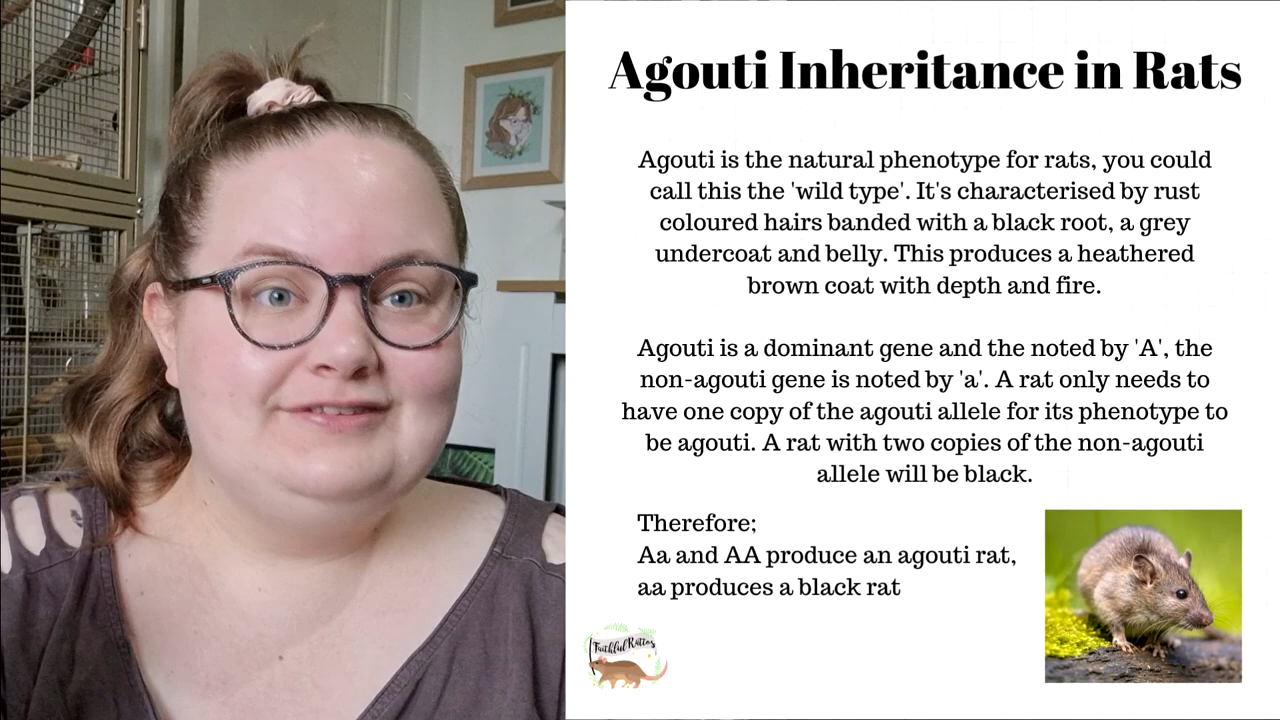 Agouti Inheritance in Rats
Agouti is the natural phenotype for rats, you could
call this the 'wild type'. It's characterised by rust
coloured hairs banded with a black root, a grey
undercoat and belly. This produces a heathered
brown coat with depth and fire.
Agouti is a dominant gene and the noted by 'A', the
non-agouti gene is noted by 'a'. A rat only needs to
have one copy of the agouti allele for its phenotype to
be agouti. A rat with two copies of the non-agouti
allele will be black.
Therefore;
Aa and AA produce an agouti rat,
aa produces a black rat
Faithful Rattos